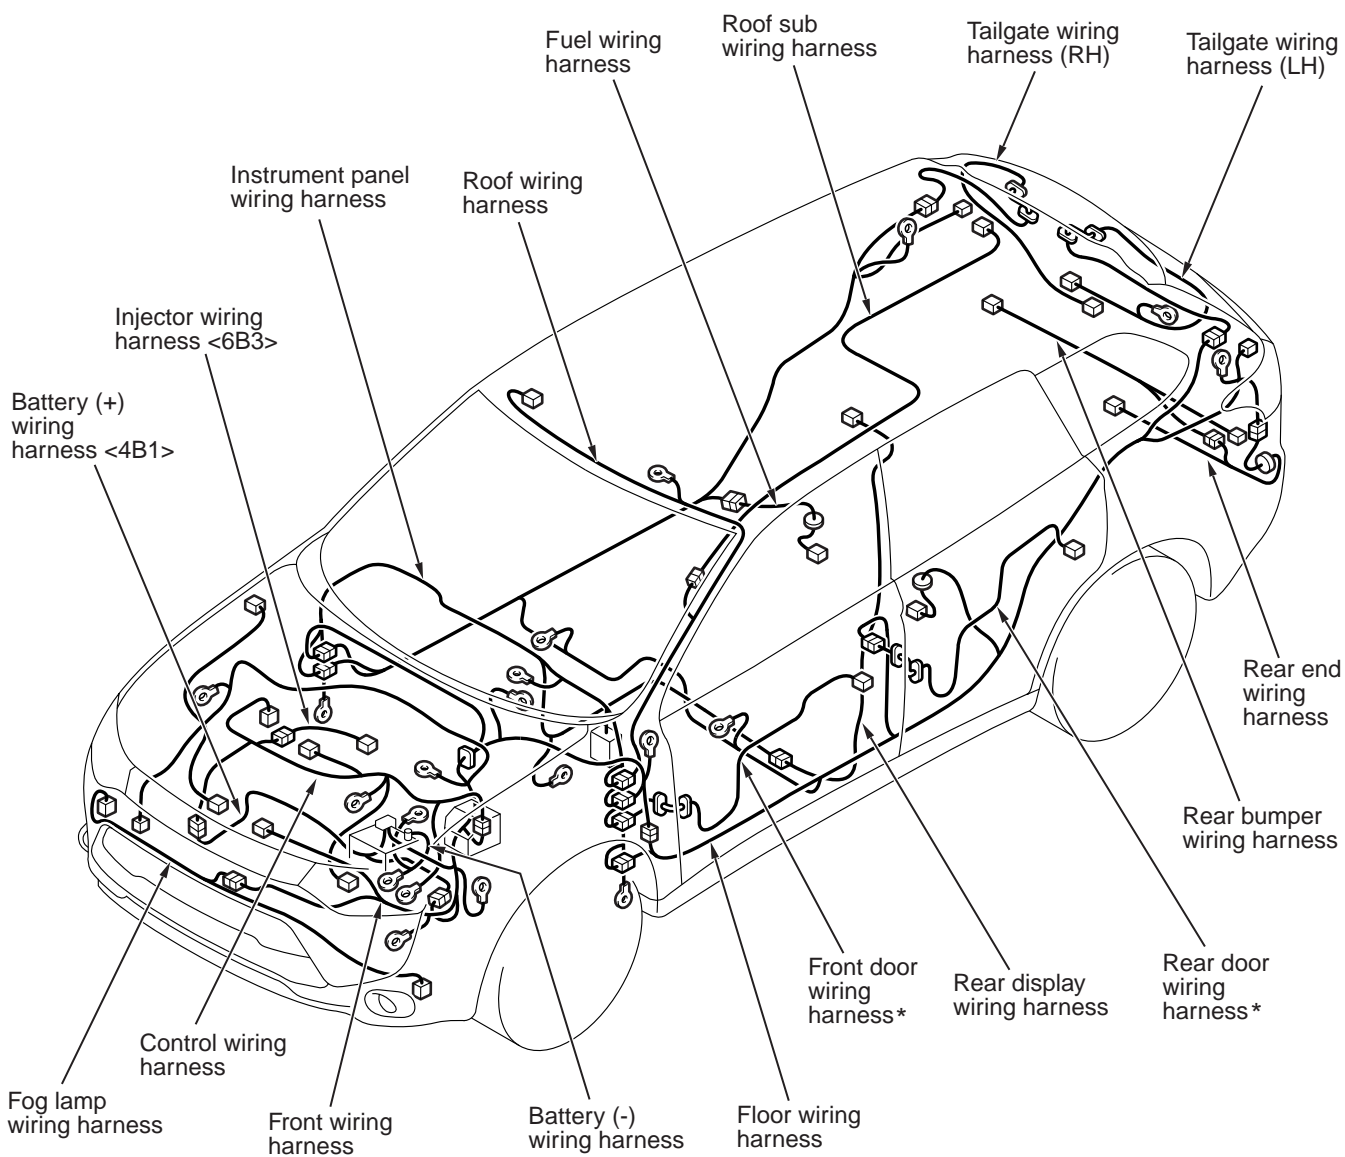 Fuel wiring
harness
Roof sub
wiring harness
Tailgate wiring
harness (RH)
Tailgate wiring
harness (LH)
Instrument panel
wiring harness
Roof wiring
harness
Injector wiring
harness <6B3>
Battery (+)
wiring
harness <4B1>
Rear end
wiring
harness
Rear bumper
wiring harness
Front door
wiring
harness*
Rear display
wiring harness
Rear door
wiring
harness*
Control wiring
harness
Fog lamp
wiring harness
Front wiring
harness
Battery (-)
wiring harness
Floor wiring
harness